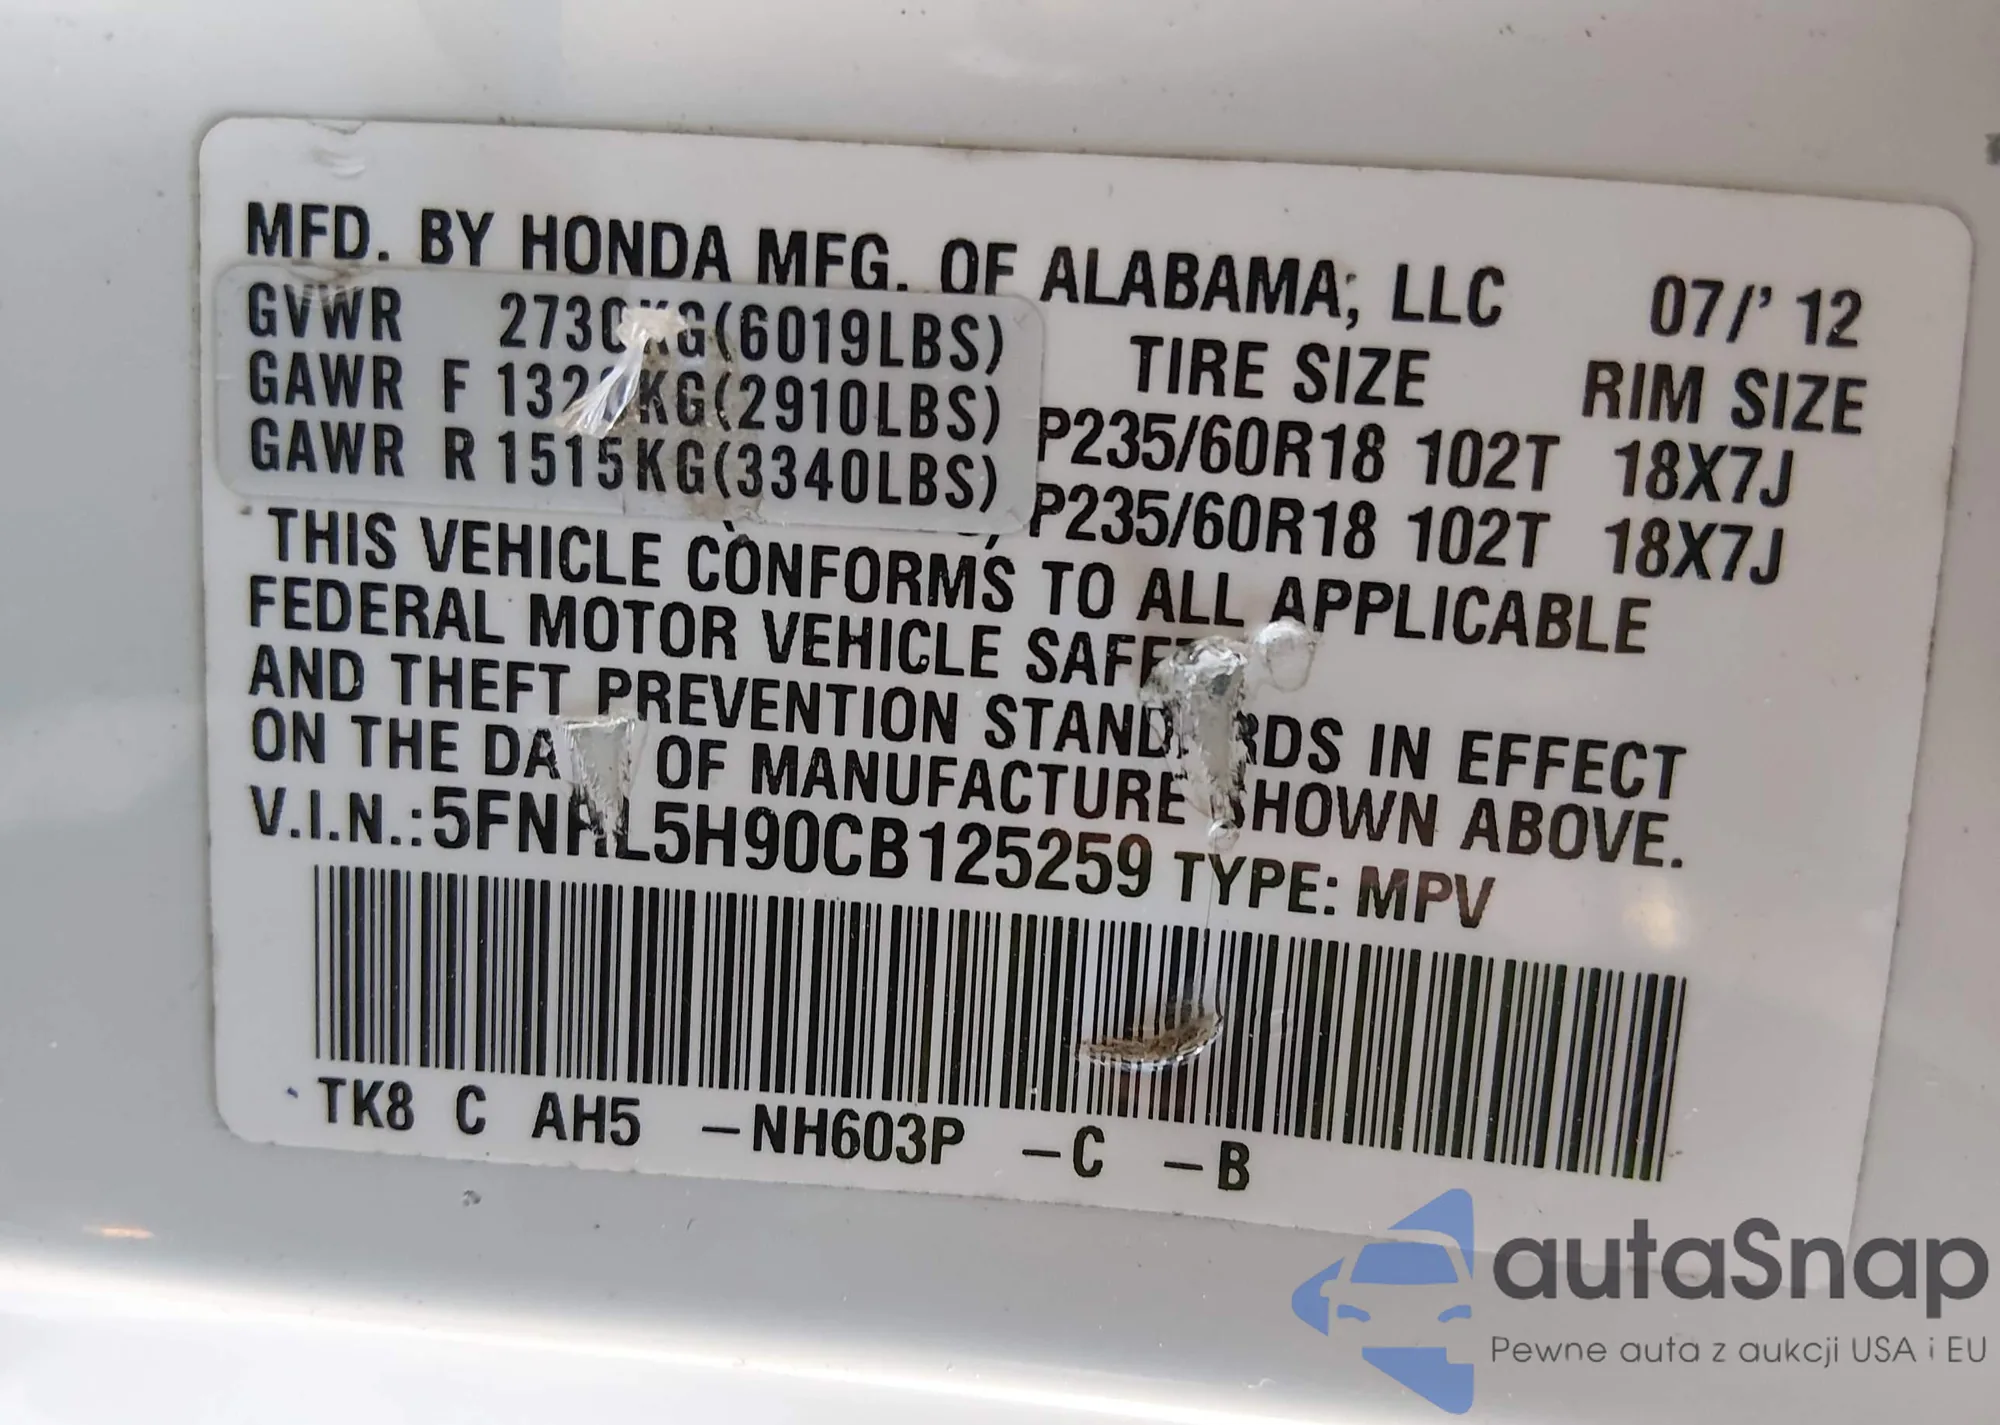 MFD. BY HONDA MFG. OF ALABAMA, LLC 07/' 12
GVWR 2730KG(6019LBS) TIRE SIZE RIM SIZE
GAWR F 1320KG(2910LBS) P235/60R18 102T 18X7J
GAWR R 1515KG(3340LBS) P235/60R18 102T 18X7J
THIS VEHICLE CONFORMS TO ALL APPLICABLE
FEDERAL MOTOR VEHICLE SAFE
AND THEFT PREVENTION STANDARDS IN EFFECT
ON THE DA OF MANUFACTURE SHOWN ABOVE.
V.I.N.:5FNRL5H90CB125259 TYPE: MPV
TK8 C AH5 –NH603P –C –B
autaSnap
Pewne auta z aukcji USA i EU